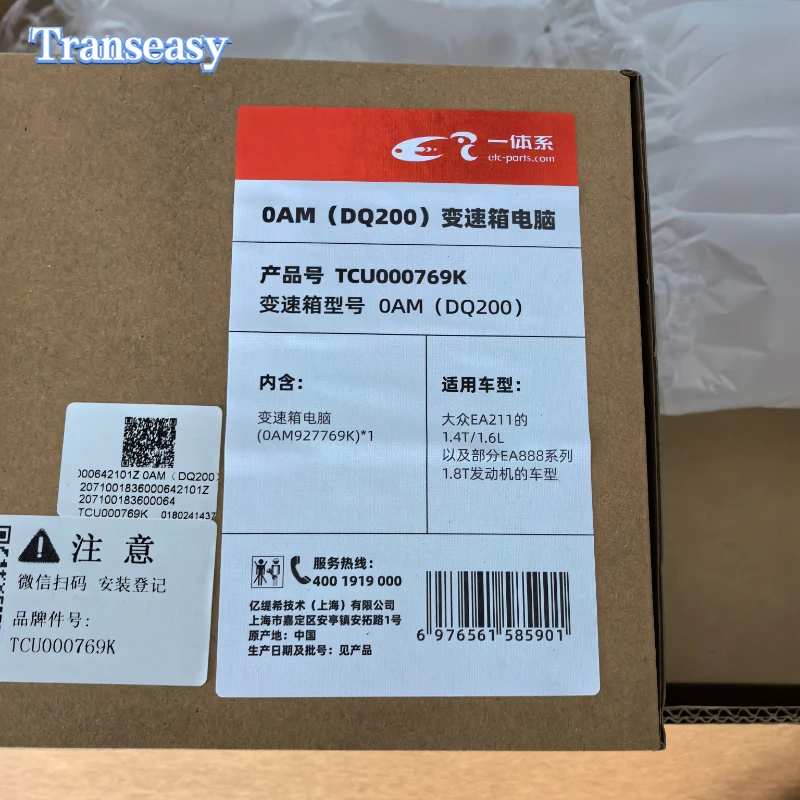 Transeasy
一体系
etc-parts.com
0AM（DQ200）变速箱电脑
产品号 TCU000769K
变速箱型号 0AM（DQ200）
内含：
变速箱电脑
(0AM927769K)*1
适用车型：
大众EA211的
1.4T/1.6L
以及部分EA888系列
1.8T发动机的车型
服务热线：
400 1919 000
亿缇希技术（上海）有限公司
上海市嘉定区安亭镇安拓路1号
原产地：中国
生产日期及批号：见产品
6 976561 585901
000642101Z 0AM（DQ200）
2071001836000642101Z
207100183600064
TCU000769K 0180241437
注意
微信扫码 安装登记
品牌件号：
TCU000769K